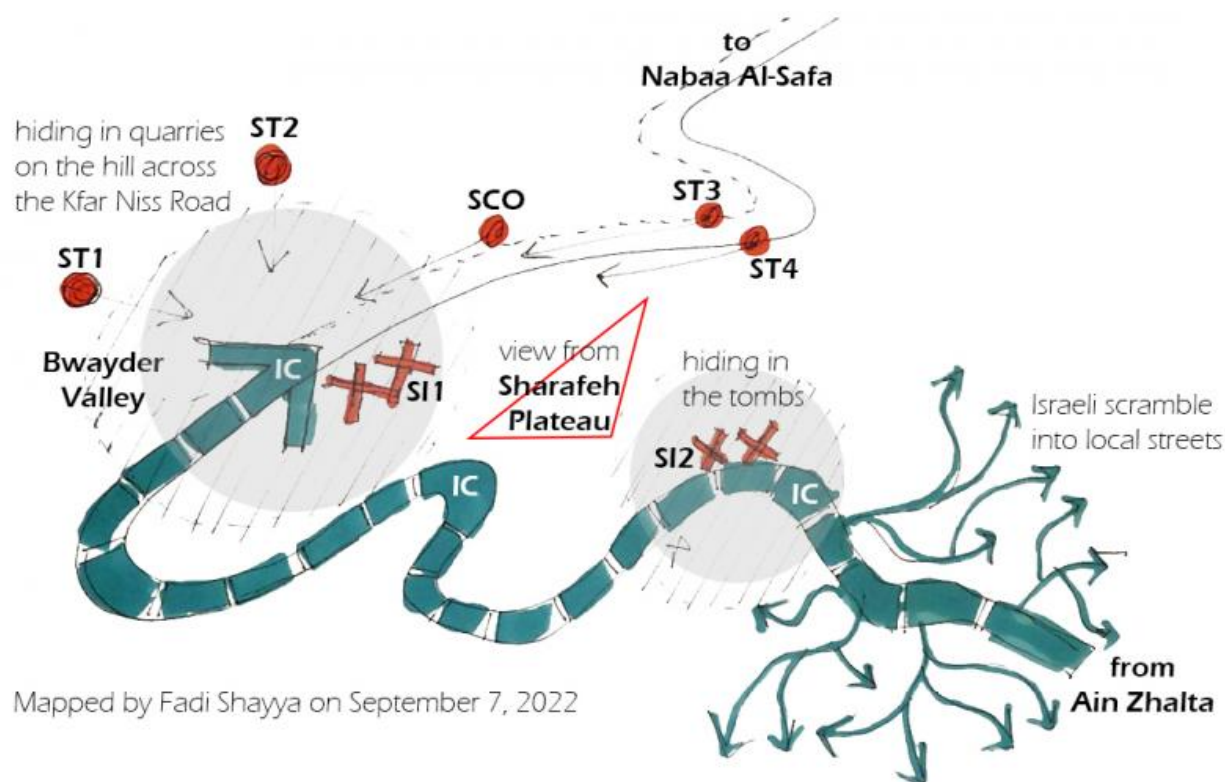 to
Nabaa Al-Safa
hiding in quarries
on the hill across
the Kfar Niss Road
ST2
SCO
ST3
ST4
ST1
Bwayder
Valley
IC
SI1
view from
Sharafeh
Plateau
hiding in
the tombs
SI2
IC
IC
Israeli scramble
into local streets
from
Ain Zhalta
Mapped by Fadi Shayya on September 7, 2022